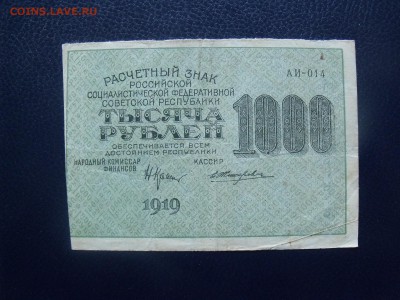 COINS.LAVE.RU
РАСЧЕТНЫЙ ЗНАК
РОССИЙСКОЙ
СОЦИАЛИСТИЧЕСКОЙ ФЕДЕРАТИВНОЙ
СОВЕТСКОЙ РЕСПУБЛИКИ
ТЫСЯЧА
РУБЛЕЙ
ОБЕСПЕЧИВАЕТСЯ ВСЕМ
ДОСТОЯНИЕМ РЕСПУБЛИКИ
АИ-014
1000
НАРОДНЫЙ КОМИССАР
ФИНАНСОВ
КАССИР
1919